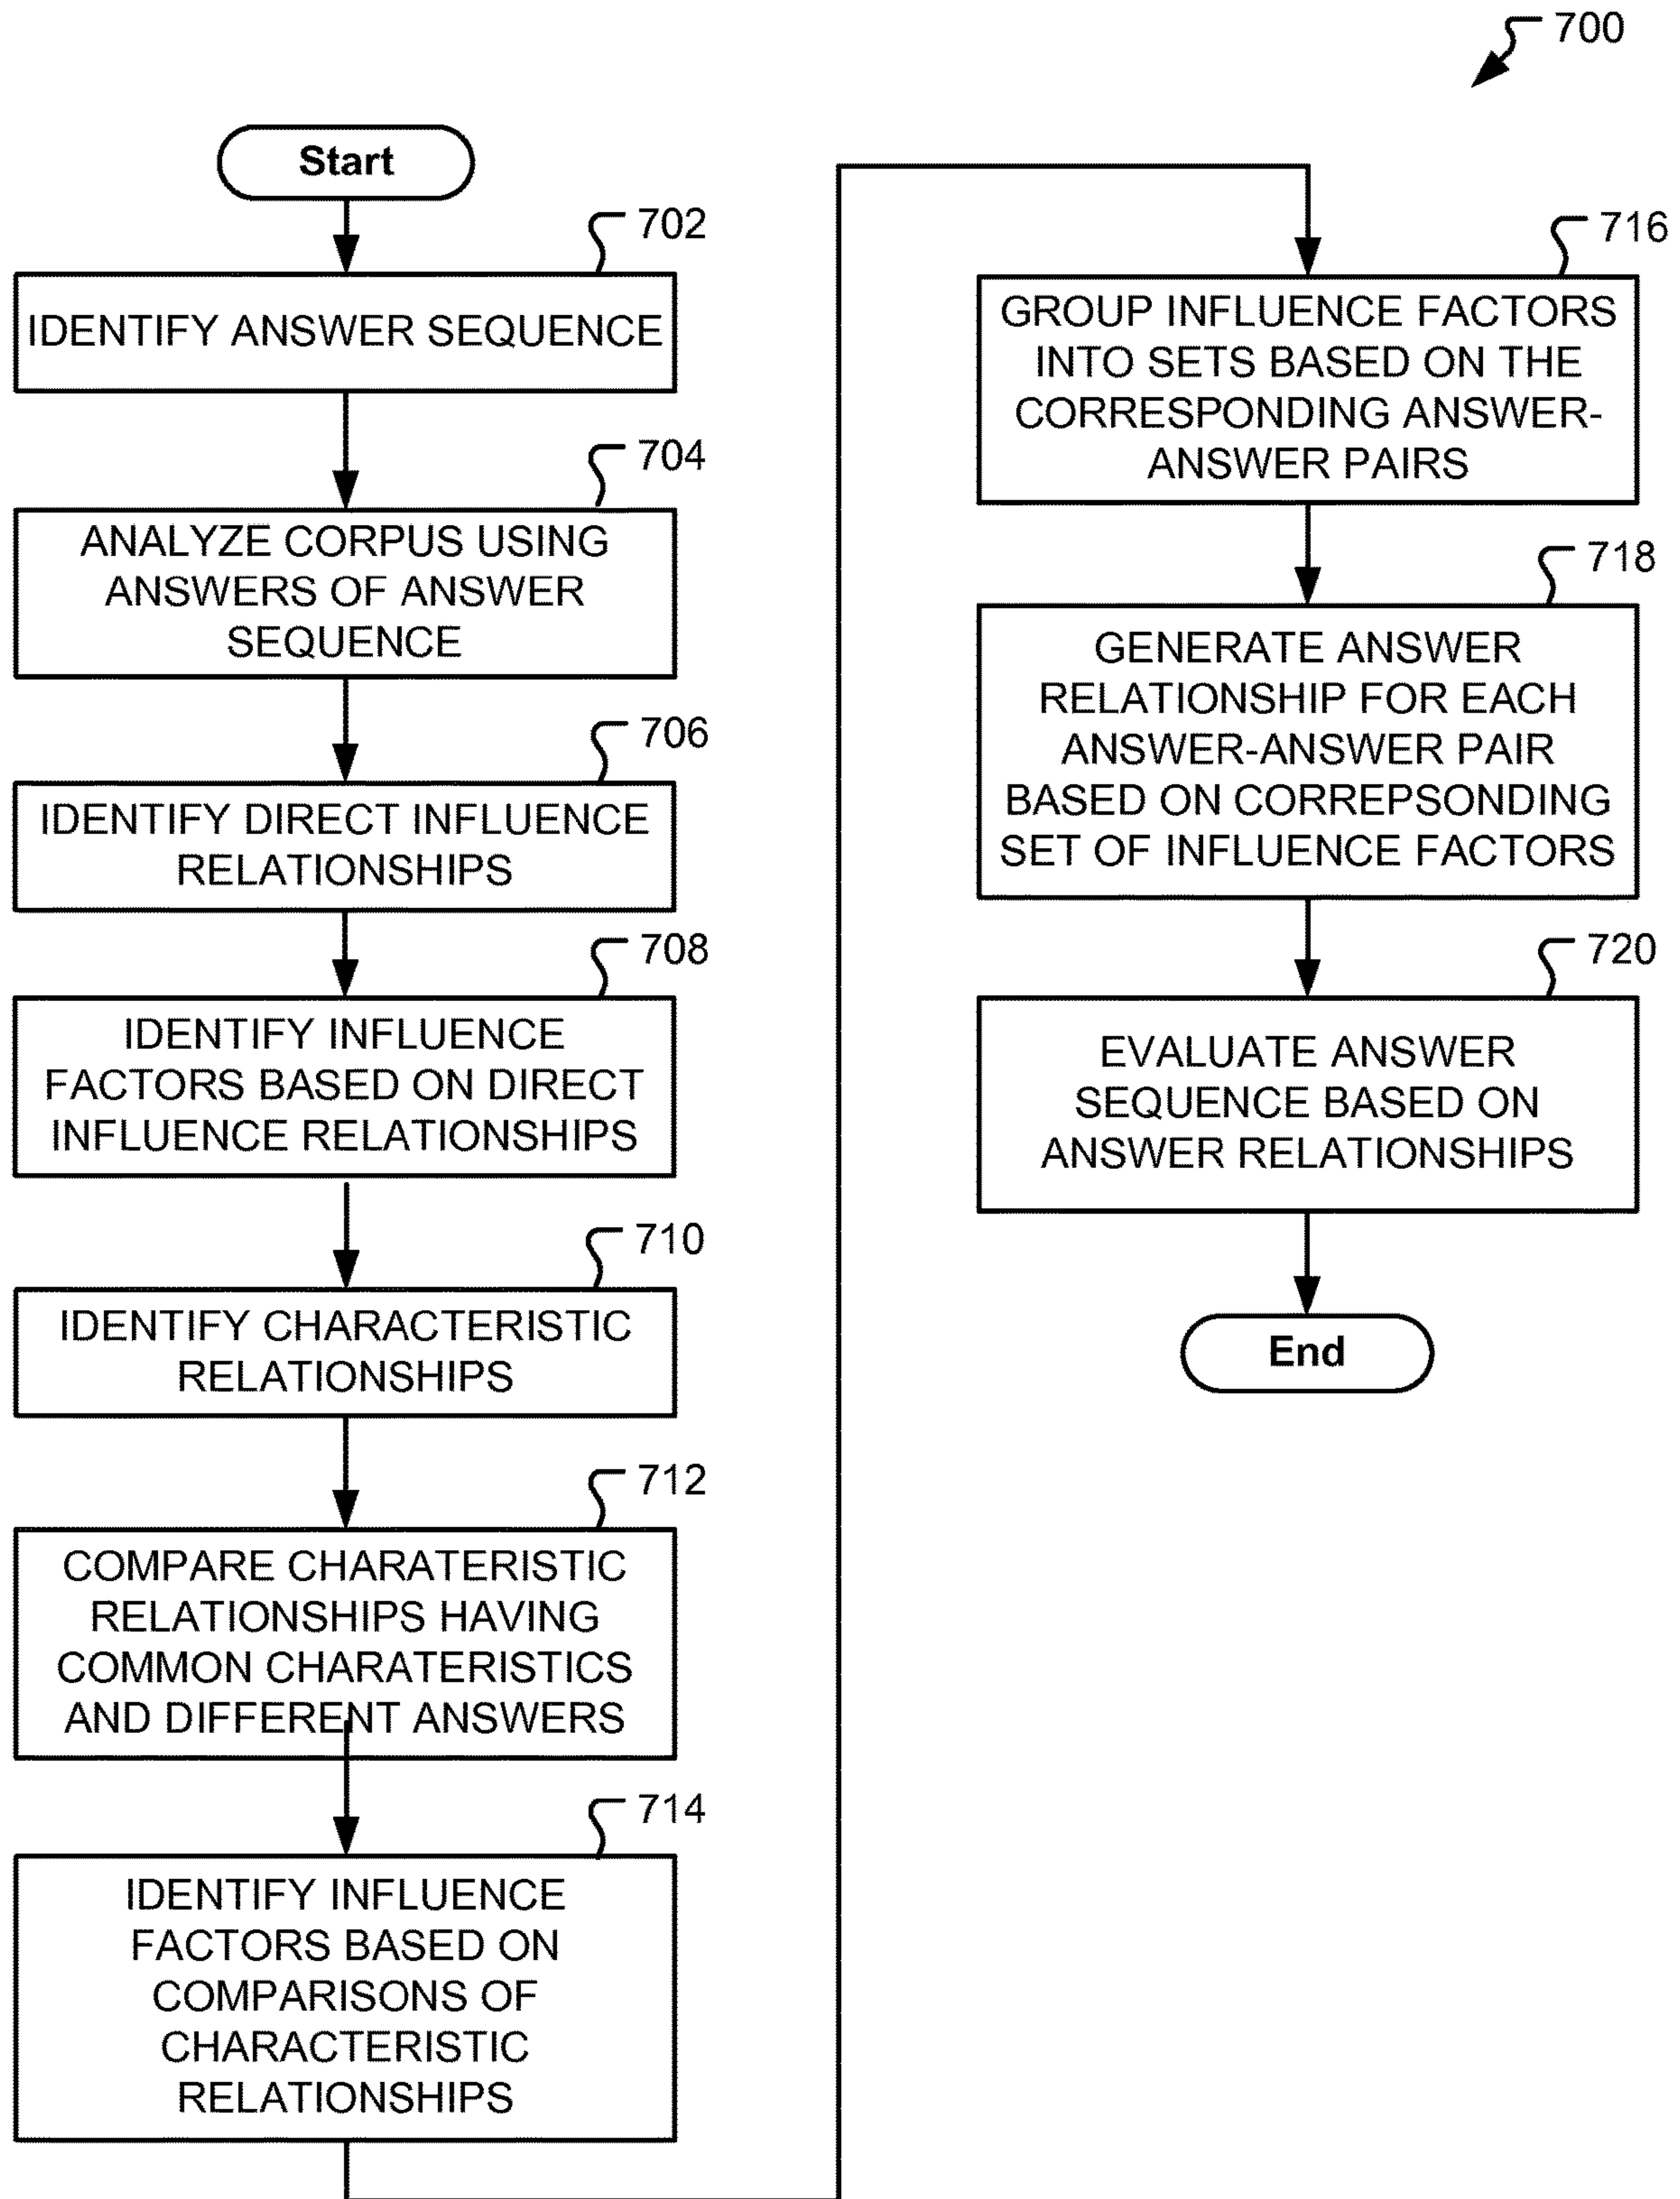 700
Start
702
IDENTIFY ANSWER SEQUENCE
704
ANALYZE CORPUS USING
ANSWERS OF ANSWER
SEQUENCE
706
IDENTIFY DIRECT INFLUENCE
RELATIONSHIPS
708
IDENTIFY INFLUENCE
FACTORS BASED ON DIRECT
INFLUENCE RELATIONSHIPS
710
IDENTIFY CHARACTERISTIC
RELATIONSHIPS
712
COMPARE CHARATERISTIC
RELATIONSHIPS HAVING
COMMON CHARATERISTICS
AND DIFFERENT ANSWERS
714
IDENTIFY INFLUENCE
FACTORS BASED ON
COMPARISONS OF
CHARACTERISTIC
RELATIONSHIPS
716
GROUP INFLUENCE FACTORS
INTO SETS BASED ON THE
CORRESPONDING ANSWER-
ANSWER PAIRS
718
GENERATE ANSWER
RELATIONSHIP FOR EACH
ANSWER-ANSWER PAIR
BASED ON CORREPSONDING
SET OF INFLUENCE FACTORS
720
EVALUATE ANSWER
SEQUENCE BASED ON
ANSWER RELATIONSHIPS
End